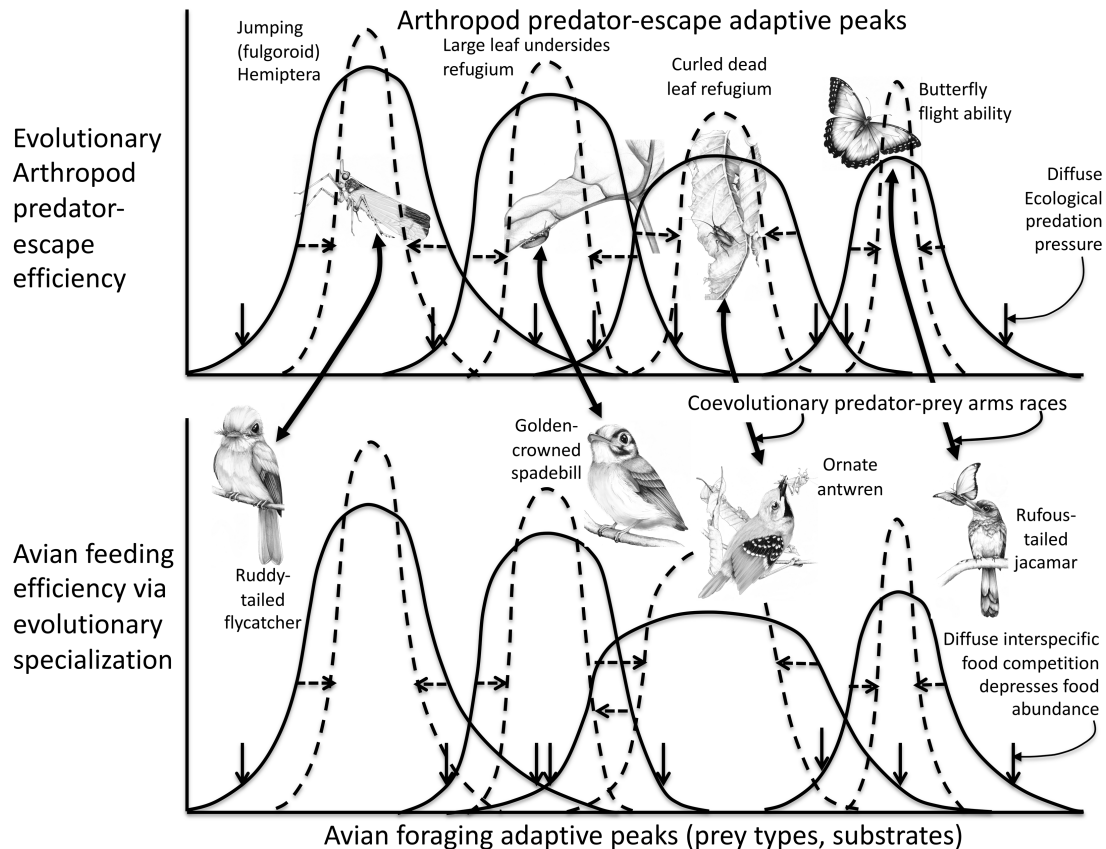 Arthropod predator-escape adaptive peaks
Jumping
(fulgoroid)
Hemiptera
Large leaf undersides
refugium
Curled dead
leaf refugium
Butterfly
flight ability
Evolutionary
Arthropod
predator-
escape
efficiency
Diffuse
Ecological
predation
pressure
Coevolutionary predator-prey arms races
Golden-
crowned
spadebill
Ornate
antwren
Rufous-
tailed
jacamar
Ruddy-
tailed
flycatcher
Avian feeding
efficiency via
evolutionary
specialization
Diffuse interspecific
food competition
depresses food
abundance
Avian foraging adaptive peaks (prey types, substrates)